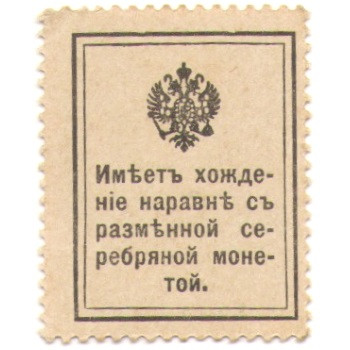 Имѣетъ хожде-
ніе наравнѣ съ
размѣнной се-
ребряной моне-
той.